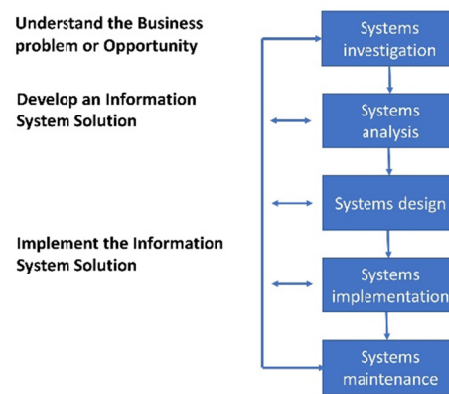 Understand the Business
problem or Opportunity
Systems
investigation
Develop an Information
System Solution
Systems
analysis
Systems design
Implement the Information
System Solution
Systems
implementation
Systems
maintenance